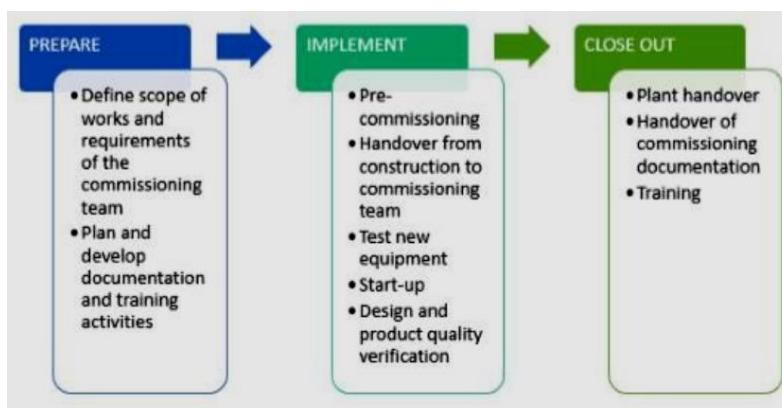 PREPARE
• Define scope of
works and
requirements
of the
commissioning
team
• Plan and
develop
documentation
and training
activities
IMPLEMENT
• Pre-
commissioning
• Handover from
construction to
commissioning
team
• Test new
equipment
• Start-up
• Design and
product quality
verification
CLOSE OUT
• Plant handover
• Handover of
commissioning
documentation
• Training